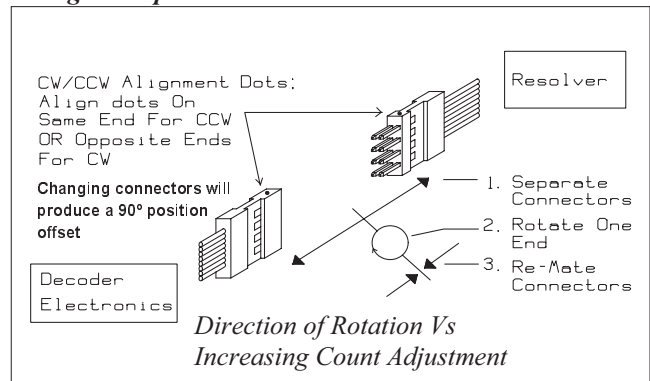 CW/CCW Alignment Dots;
Align dots On
Same End For CCW
OR Opposite Ends
For CW
Changing connectors will
produce a 90° position
offset
Resolver
1. Separate
Connectors
2. Rotate One
End
3. Re-Mate
Connectors
Decoder
Electronics
Direction of Rotation Vs
Increasing Count Adjustment